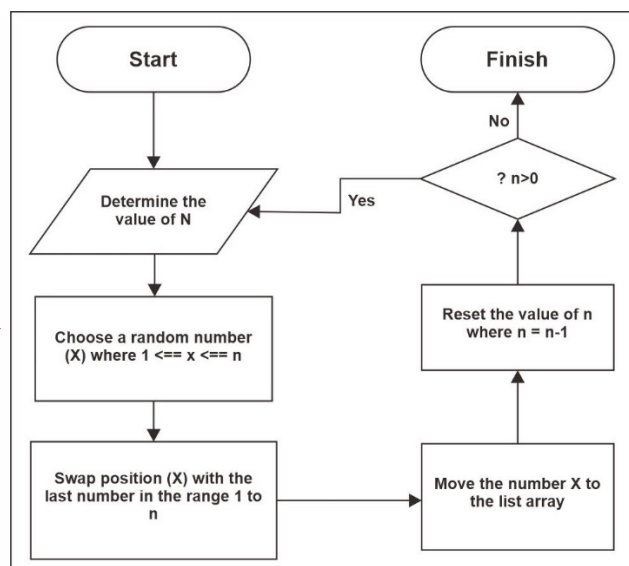 Start
Finish
No
Determine the
value of N
Yes
? n>0
Choose a random number
(X) where 1 <== x <== n
Reset the value of n
where n = n-1
Swap position (X) with the
last number in the range 1 to
n
Move the number X to
the list array